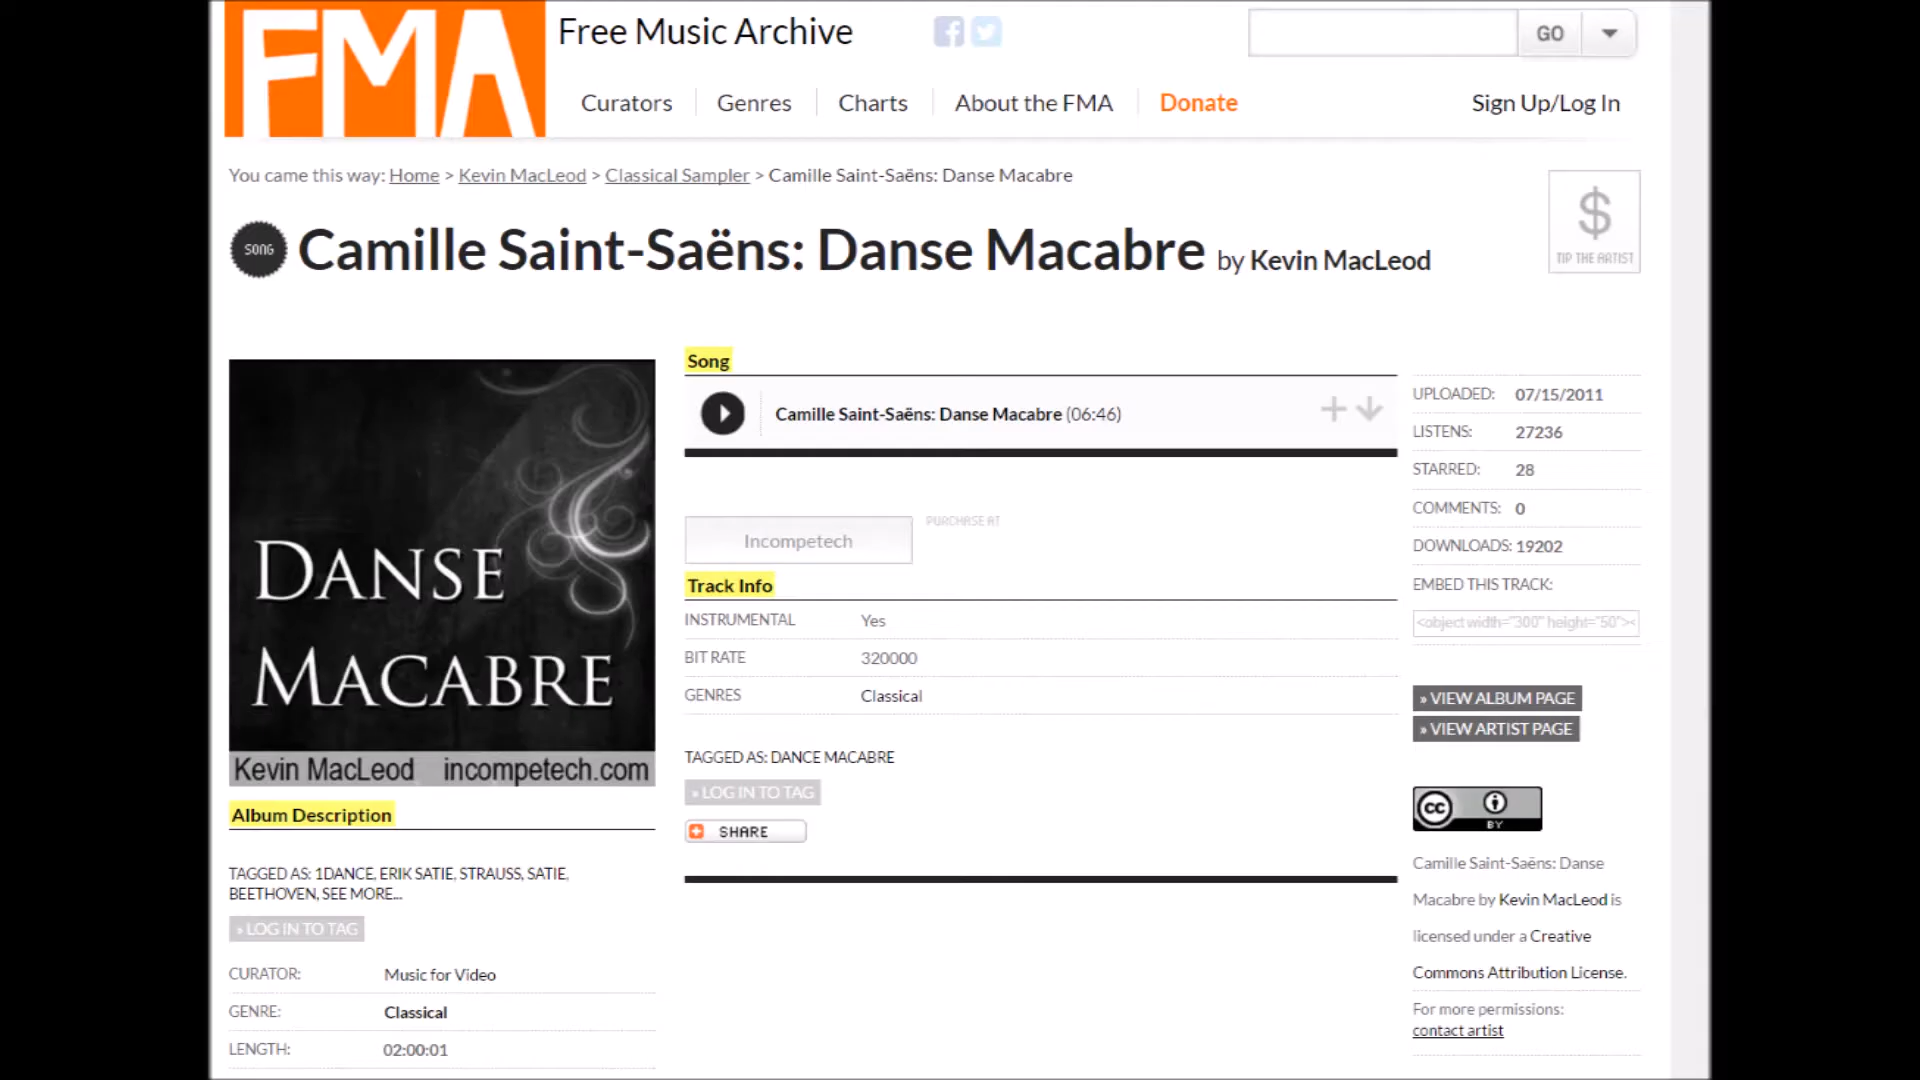 FMA
Free Music Archive
GO
Curators
Genres
Charts
About the FMA
Donate
Sign Up/Log In
You came this way: Home > Kevin MacLeod > Classical Sampler > Camille Saint-Saëns: Danse Macabre
SONG
Camille Saint-Saëns: Danse Macabre by Kevin MacLeod
$
TIP THE ARTIST
DANSE
MACABRE
Kevin MacLeod incompetech.com
Album Description
TAGGED AS: 1DANCE, ERIK SATIE, STRAUSS, SATIE,
BEETHOVEN, SEE MORE...
» LOG IN TO TAG
CURATOR: Music for Video
GENRE: Classical
LENGTH: 02:00:01
Song
Camille Saint-Saëns: Danse Macabre (06:46)
Incompetech
PURCHASE AT
Track Info
INSTRUMENTAL Yes
BIT RATE 320000
GENRES Classical
TAGGED AS: DANCE MACABRE
» LOG IN TO TAG
SHARE
UPLOADED: 07/15/2011
LISTENS: 27236
STARRED: 28
COMMENTS: 0
DOWNLOADS: 19202
EMBED THIS TRACK:
<object width="300" height="50"><
» VIEW ALBUM PAGE
» VIEW ARTIST PAGE
cc
BY
Camille Saint-Saëns: Danse
Macabre by Kevin MacLeod is
licensed under a Creative
Commons Attribution License.
For more permissions:
contact artist